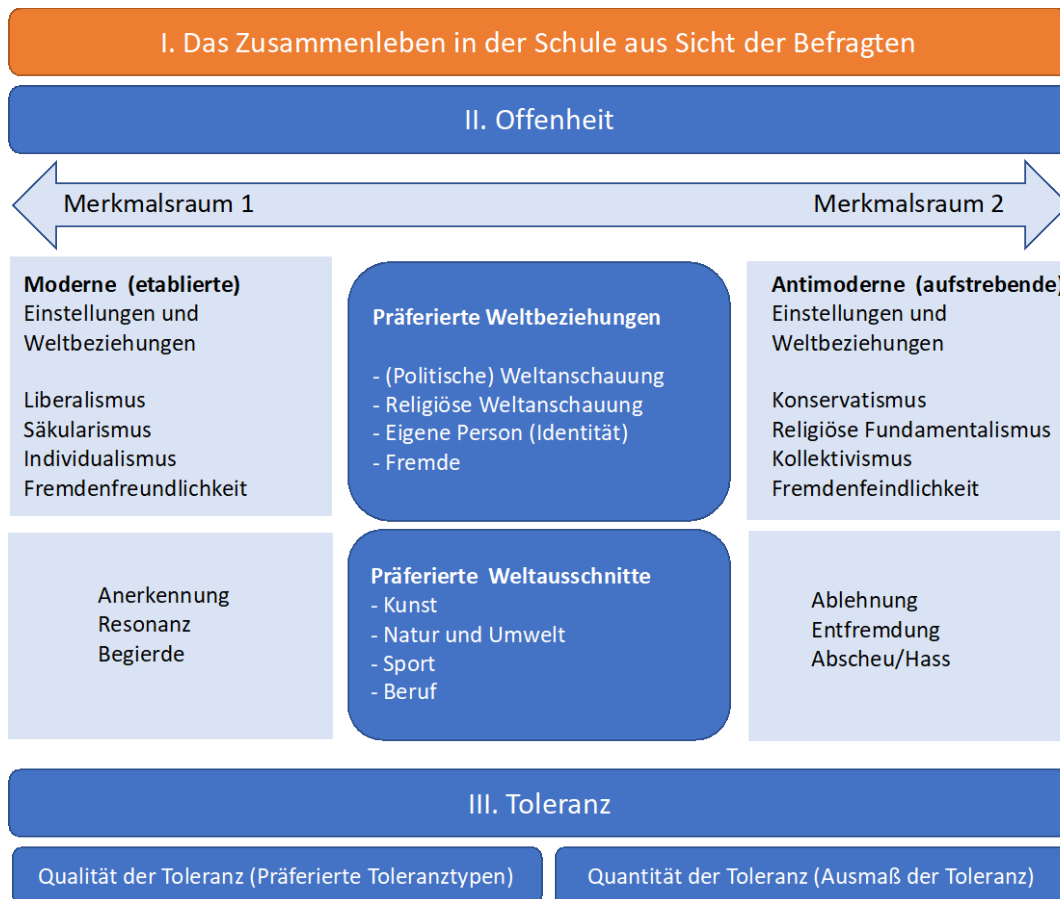 I. Das Zusammenleben in der Schule aus Sicht der Befragten
II. Offenheit
Merkmalsraum 1
Merkmalsraum 2
Moderne (etablierte)
Einstellungen und
Weltbeziehungen
Liberalismus
Säkularismus
Individualismus
Fremdenfreundlichkeit
Präferierte Weltbeziehungen
- (Politische) Weltanschauung
- Religiöse Weltanschauung
- Eigene Person (Identität)
- Fremde
Antimoderne (aufstrebende)
Einstellungen und
Weltbeziehungen
Konservatismus
Religiöse Fundamentalismus
Kollektivismus
Fremdenfeindlichkeit
Anerkennung
Resonanz
Begierde
Präferierte Weltausschnitte
- Kunst
- Natur und Umwelt
- Sport
- Beruf
Ablehnung
Entfremdung
Abscheu/Hass
III. Toleranz
Qualität der Toleranz (Präferierte Toleranztypen)
Quantität der Toleranz (Ausmaß der Toleranz)